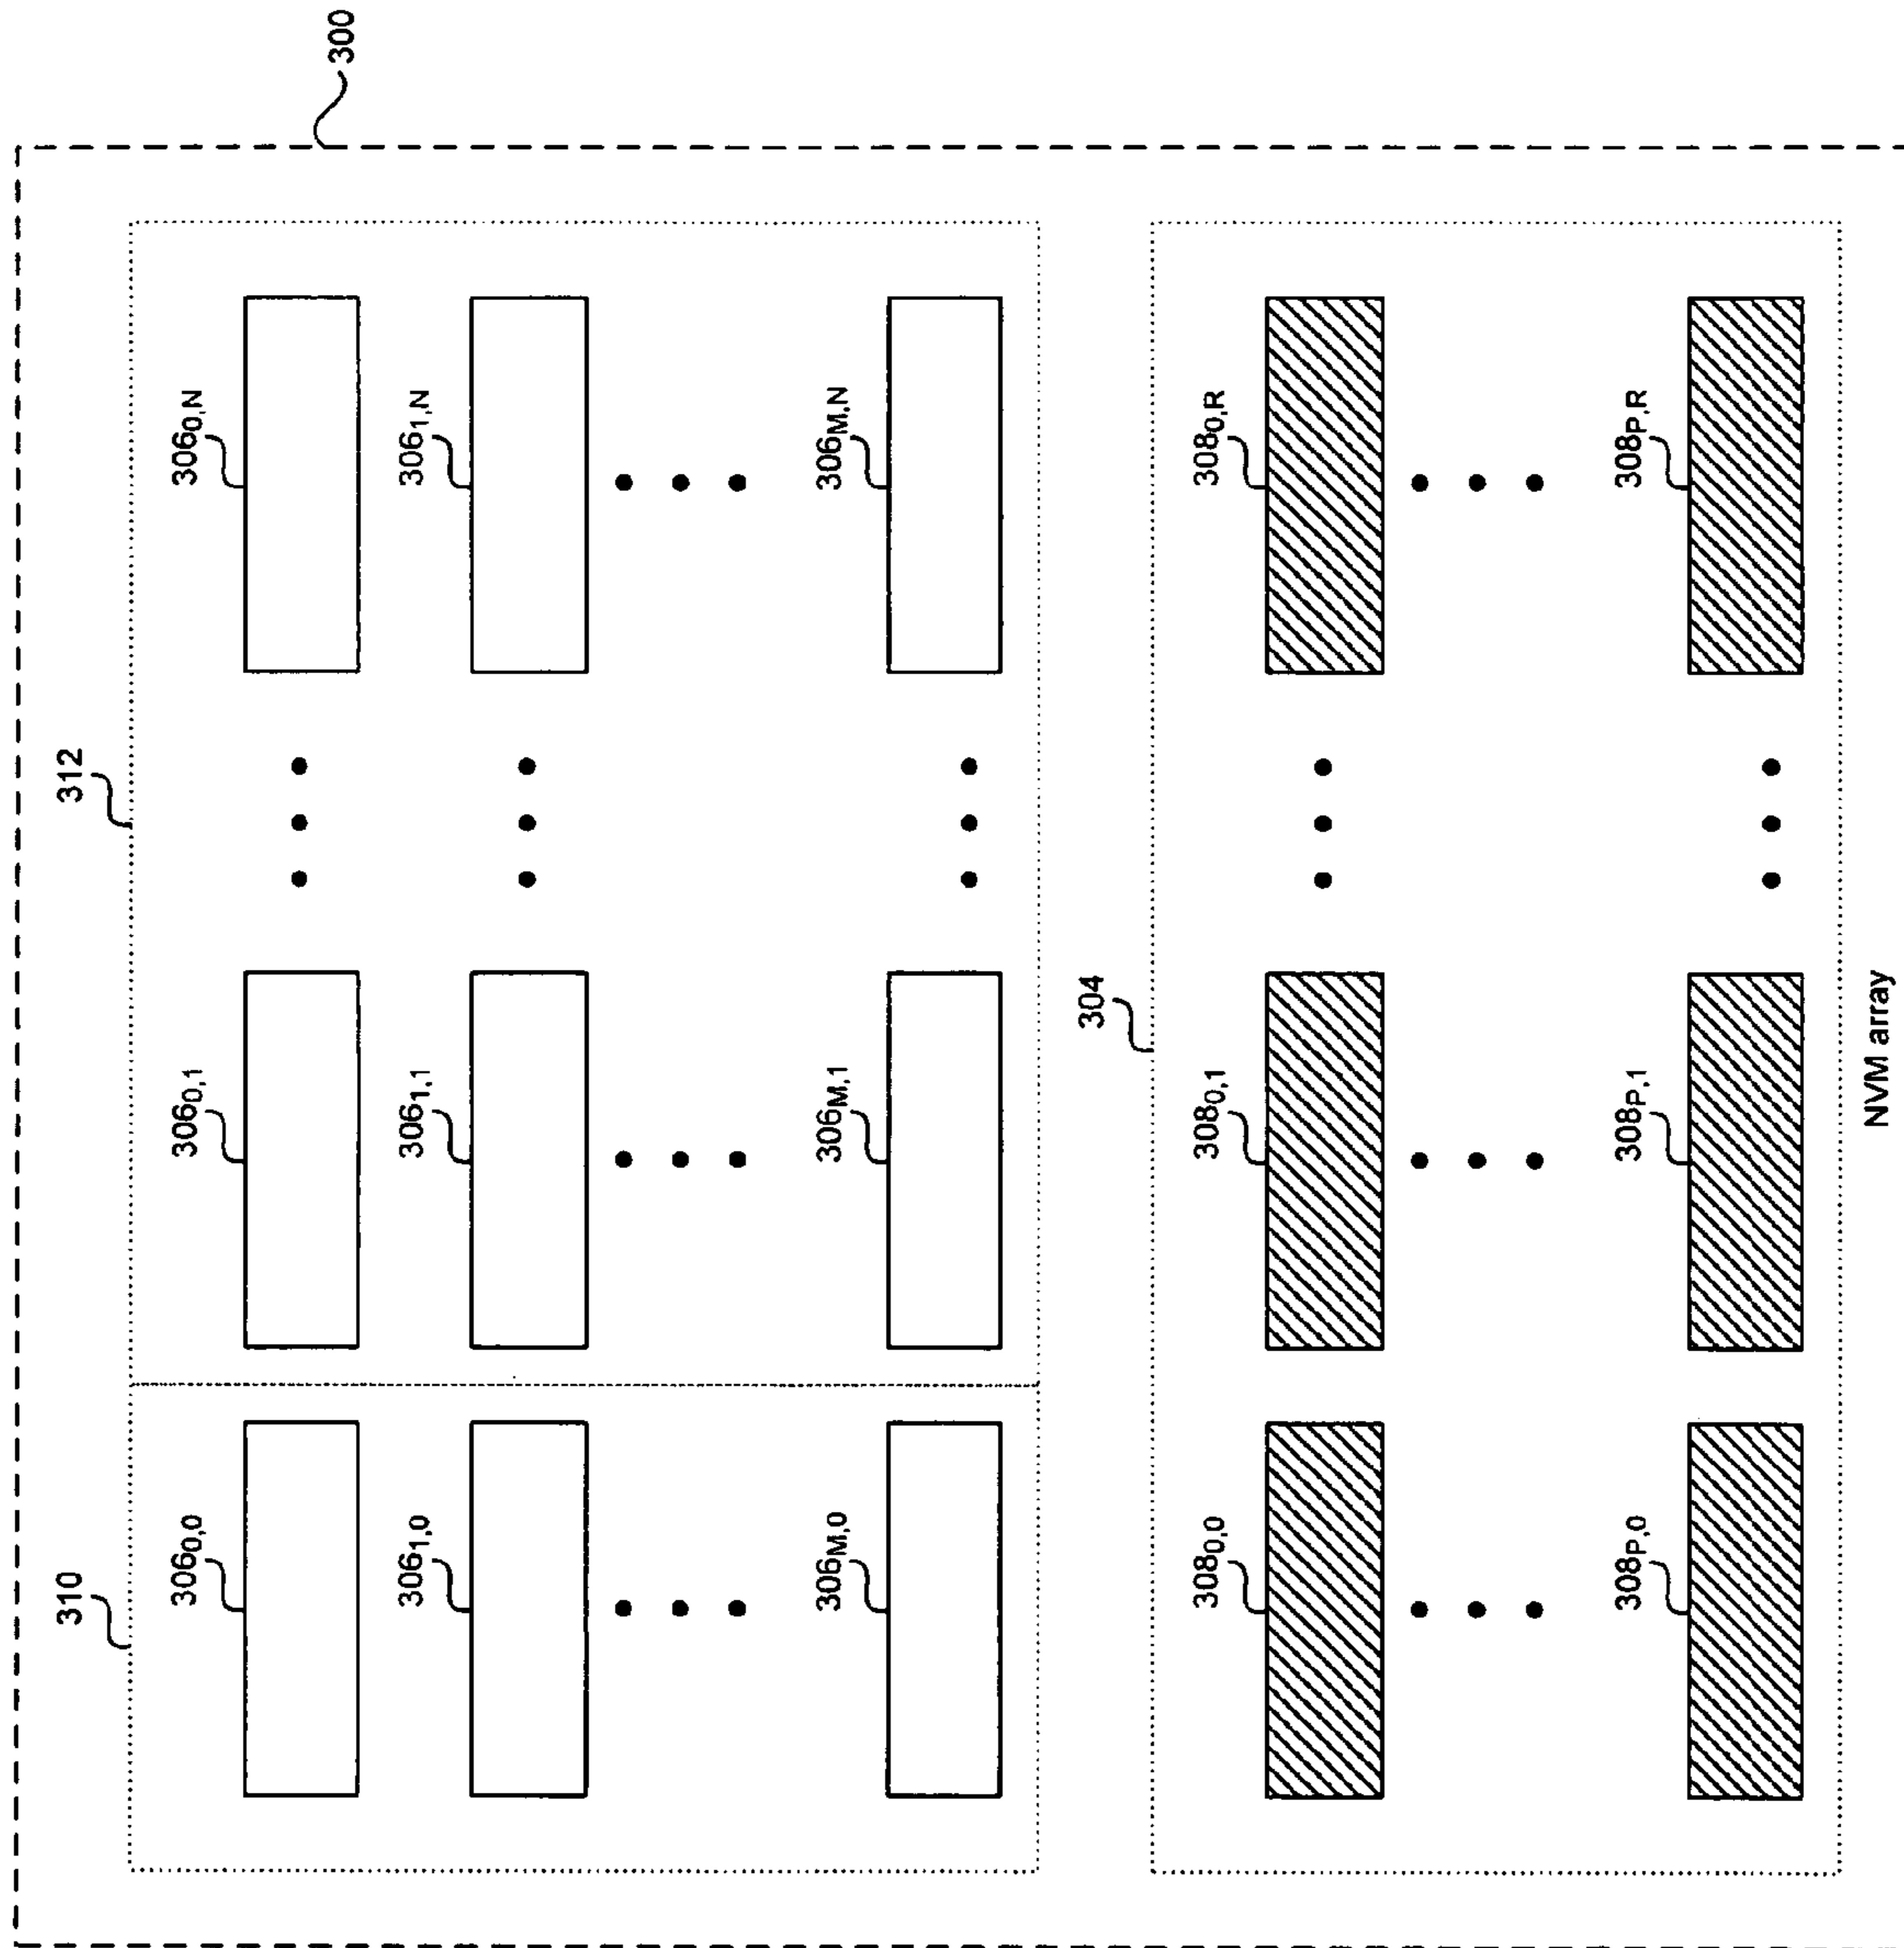 300
310
312
306₀,₀
306₀,₁
306₀,N
306₁,₀
306₁,₁
306₁,N
306M,₀
306M,₁
306M,N
304
308₀,₀
308₀,₁
308₀,R
308P,₀
308P,₁
308P,R
NVM array